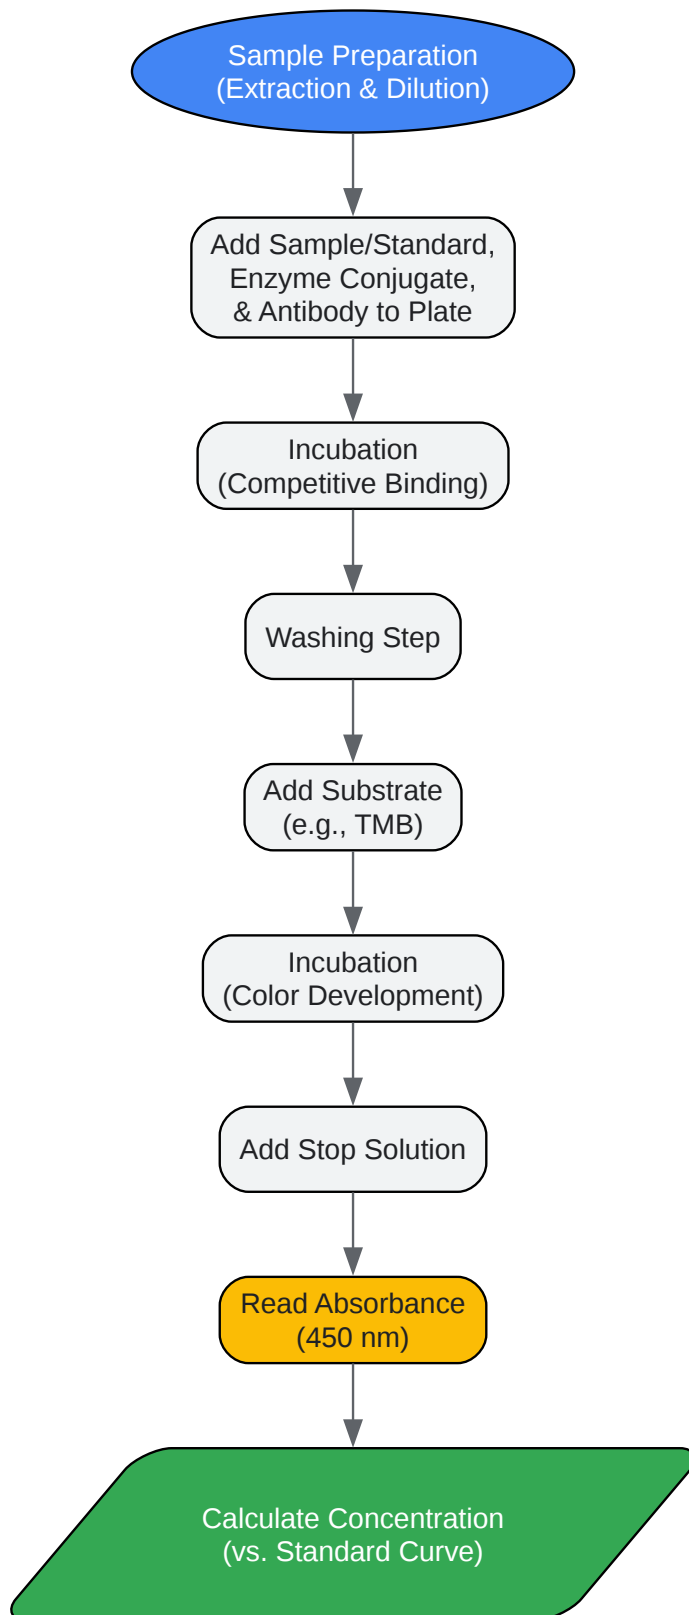 Sample Preparation
(Extraction & Dilution)
Add Sample/Standard,
Enzyme Conjugate,
& Antibody to Plate
Incubation
(Competitive Binding)
Washing Step
Add Substrate
(e.g., TMB)
Incubation
(Color Development)
Add Stop Solution
Read Absorbance
(450 nm)
Calculate Concentration
(vs. Standard Curve)